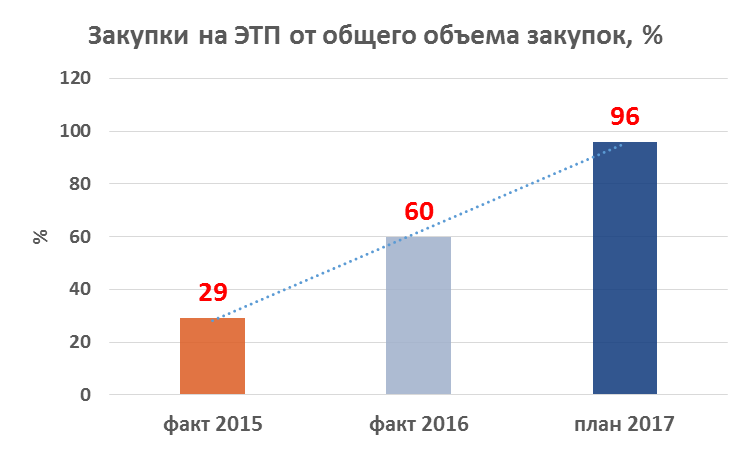 Закупки на ЭТП от общего объема закупок, %
120
100
80
60
40
20
0
%
29
60
96
факт 2015
факт 2016
план 2017